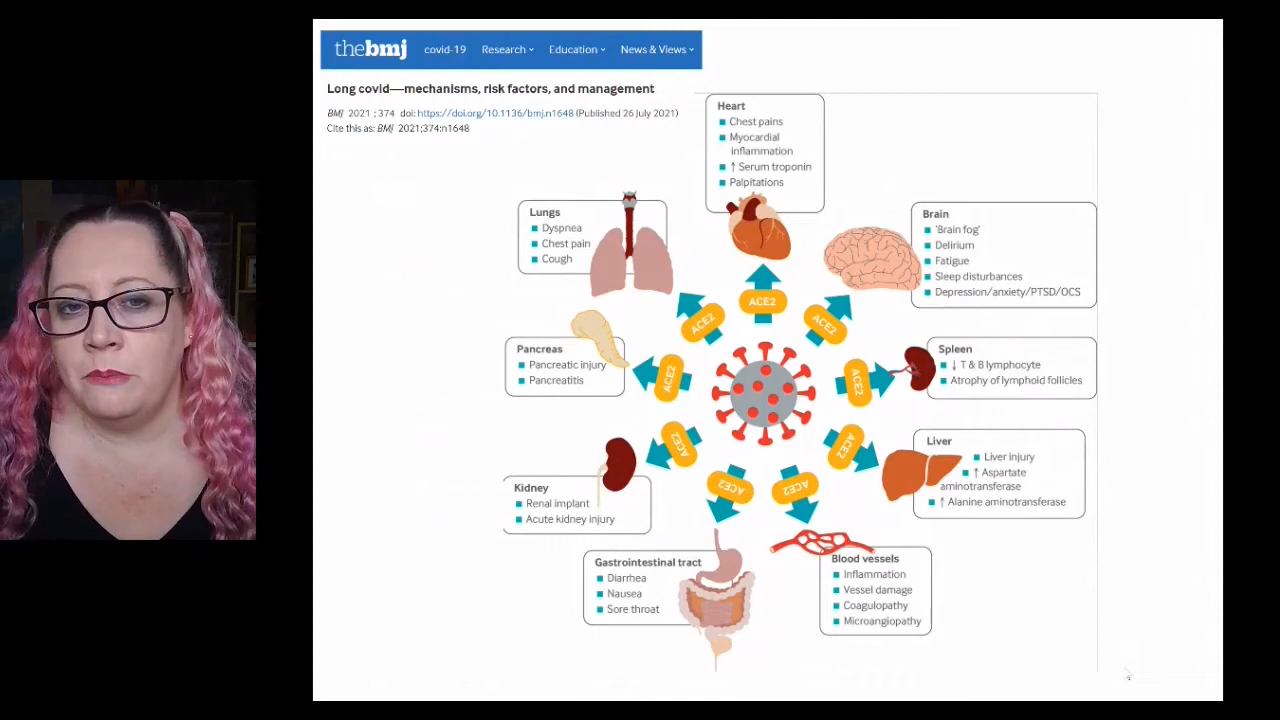 thebmj covid-19 Research Education News & Views
Long covid—mechanisms, risk factors, and management
BMJ 2021 ; 374 doi: https://doi.org/10.1136/bmj.n1648 (Published 26 July 2021)
Cite this as: BMJ 2021;374:n1648
Heart
Chest pains
Myocardial
inflammation
↑ Serum troponin
Palpitations
Lungs
Dyspnea
Chest pain
Cough
Brain
'Brain fog'
Delirium
Fatigue
Sleep disturbances
Depression/anxiety/PTSD/OCS
ACE2
ACE2
ACE2
Pancreas
Pancreatic injury
Pancreatitis
ACE2
ACE2
Spleen
↓ T & B lymphocyte
Atrophy of lymphoid follicles
Kidney
Renal implant
Acute kidney injury
ACE2
ACE2
Liver
Liver injury
↑ Aspartate
aminotransferase
↑ Alanine aminotransferase
ACE2
ACE2
Gastrointestinal tract
Diarrhea
Nausea
Sore throat
Blood vessels
Inflammation
Vessel damage
Coagulopathy
Microangiopathy